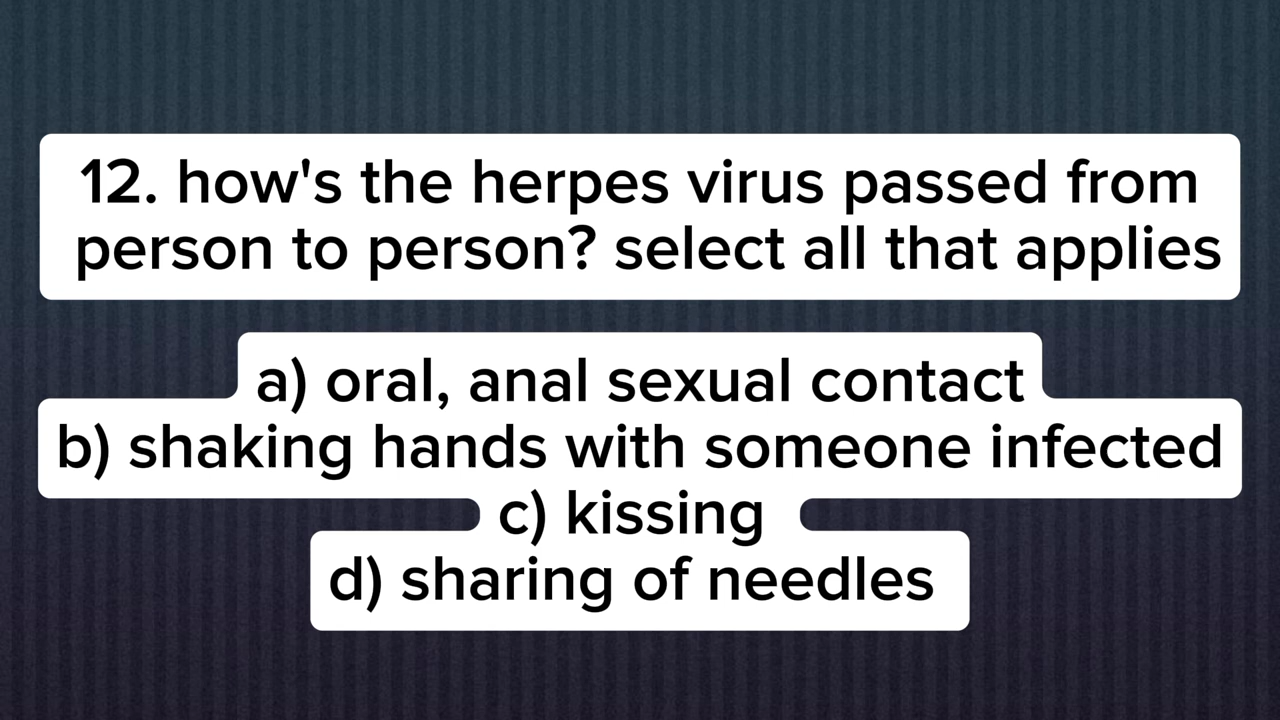 12. how's the herpes virus passed from
person to person? select all that applies
a) oral, anal sexual contact
b) shaking hands with someone infected
c) kissing
d) sharing of needles